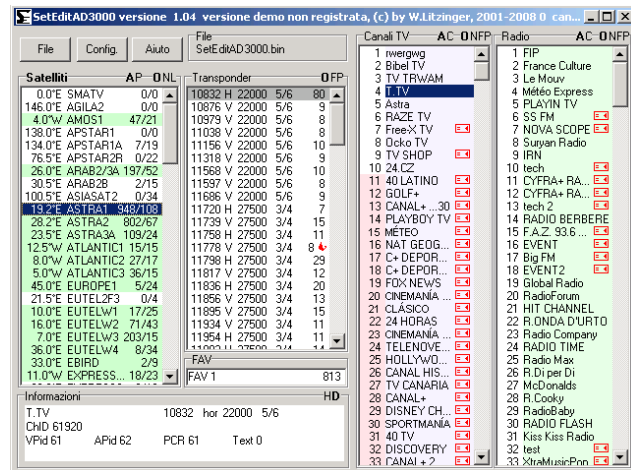 SetEditAD3000 versione 1.04 versione demo non registrata, (c) by W.Litzinger, 2001-2008 0 can...
File Config. Aiuto
File
SetEditAD3000.bin
Satelliti AP-ONL
0.0°E SMATV 0/0
146.0°E AGILA2 0/0
4.0°W AMOS1 47/21
138.0°E APSTAR1 0/0
134.0°E APSTAR1A 7/19
76.5°E APSTAR2R 0/22
26.0°E ARAB2/3A 197/52
30.5°E ARAB2B 2/15
100.5°E ASIASAT2 0/34
19.2°E ASTRA1 948/108
28.2°E ASTRA2 802/67
23.5°E ASTRA3A 109/24
12.5°W ATLANTIC1 15/15
8.0°W ATLANTIC2 27/17
5.0°W ATLANTIC3 36/15
45.0°E EUROPE1 5/24
21.5°E EUTEL2F3 0/4
10.0°E EUTELW1 17/25
16.0°E EUTELW2 71/43
7.0°E EUTELW3 203/15
36.0°E EUTELW4 8/34
33.0°E EBIRD 2/9
11.0°W EXPRESS... 18/23
Transponder OFP
10832 H 22000 5/6 80
10876 V 22000 5/6 9
10979 V 22000 5/6 8
11038 V 22000 5/6 8
11156 V 22000 5/6 10
11318 V 22000 5/6 9
11568 V 22000 5/6 10
11597 V 22000 5/6 8
11686 V 22000 5/6 9
11720 H 27500 3/4 7
11739 V 27500 3/4 15
11758 H 27500 3/4 11
11778 V 27500 3/4 8
11798 H 27500 3/4 29
11817 V 27500 3/4 12
11836 H 27500 3/4 20
11856 V 27500 3/4 13
11895 V 27500 3/4 15
11934 V 27500 3/4 11
11954 H 27500 3/4 11
FAV
FAV 1 813
Informazioni HD
T.TV 10832 hor 22000 5/6
ChID 61920
VPid 61 APid 62 PCR 61 Text 0
Canali TV AC ONFP
1 rwergwg
2 Bibel TV
3 TV TRWAM
4 T.TV
5 Astra
6 RAZE TV
7 Free-X TV
8 Ocko TV
9 TV SHOP
10 24.CZ
11 40 LATINO
12 GOLF+
13 CANAL+ ...30
14 PLAYBOY TV
15 MÉTEO
16 NAT GEOG...
17 C+ DEPOR...
18 C+ DEPOR...
19 FOX NEWS
20 CINEMANÍA ...
21 CLÁSICO
22 24 HORAS
23 CINEMANÍA ...
24 TELENOVE...
25 HOLLYWO...
26 CANAL HIS...
27 TV CANARIA
28 CANAL+
29 DISNEY CH...
30 SPORTMANÍA
31 40 TV
32 DISCOVERY
33 CANAL+ 2
Radio AC ONFP
1 FIP
2 France Culture
3 Le Mouv
4 Météo Express
5 PLAYIN TV
6 SS FM
7 NOVA SCOPE
8 Suryan Radio
9 IRN
10 tech
11 CYFRA+ RA...
12 CYFRA+ RA...
13 tech 2
14 RADIO BERBERE
15 F.A.Z. 93.6 ...
16 EVENT
17 Big FM
18 EVENT2
19 Global Radio
20 RadioForum
21 HIT CHANNEL
22 R.ONDA D'URTO
23 Radio Company
24 RADIO TIME
25 Radio Max
26 R.Di per Di
27 McDonalds
28 R.Cooky
29 RadioBaby
30 RADIO FLASH
31 Kiss Kiss Radio
32 test
33 XtraMusicPop